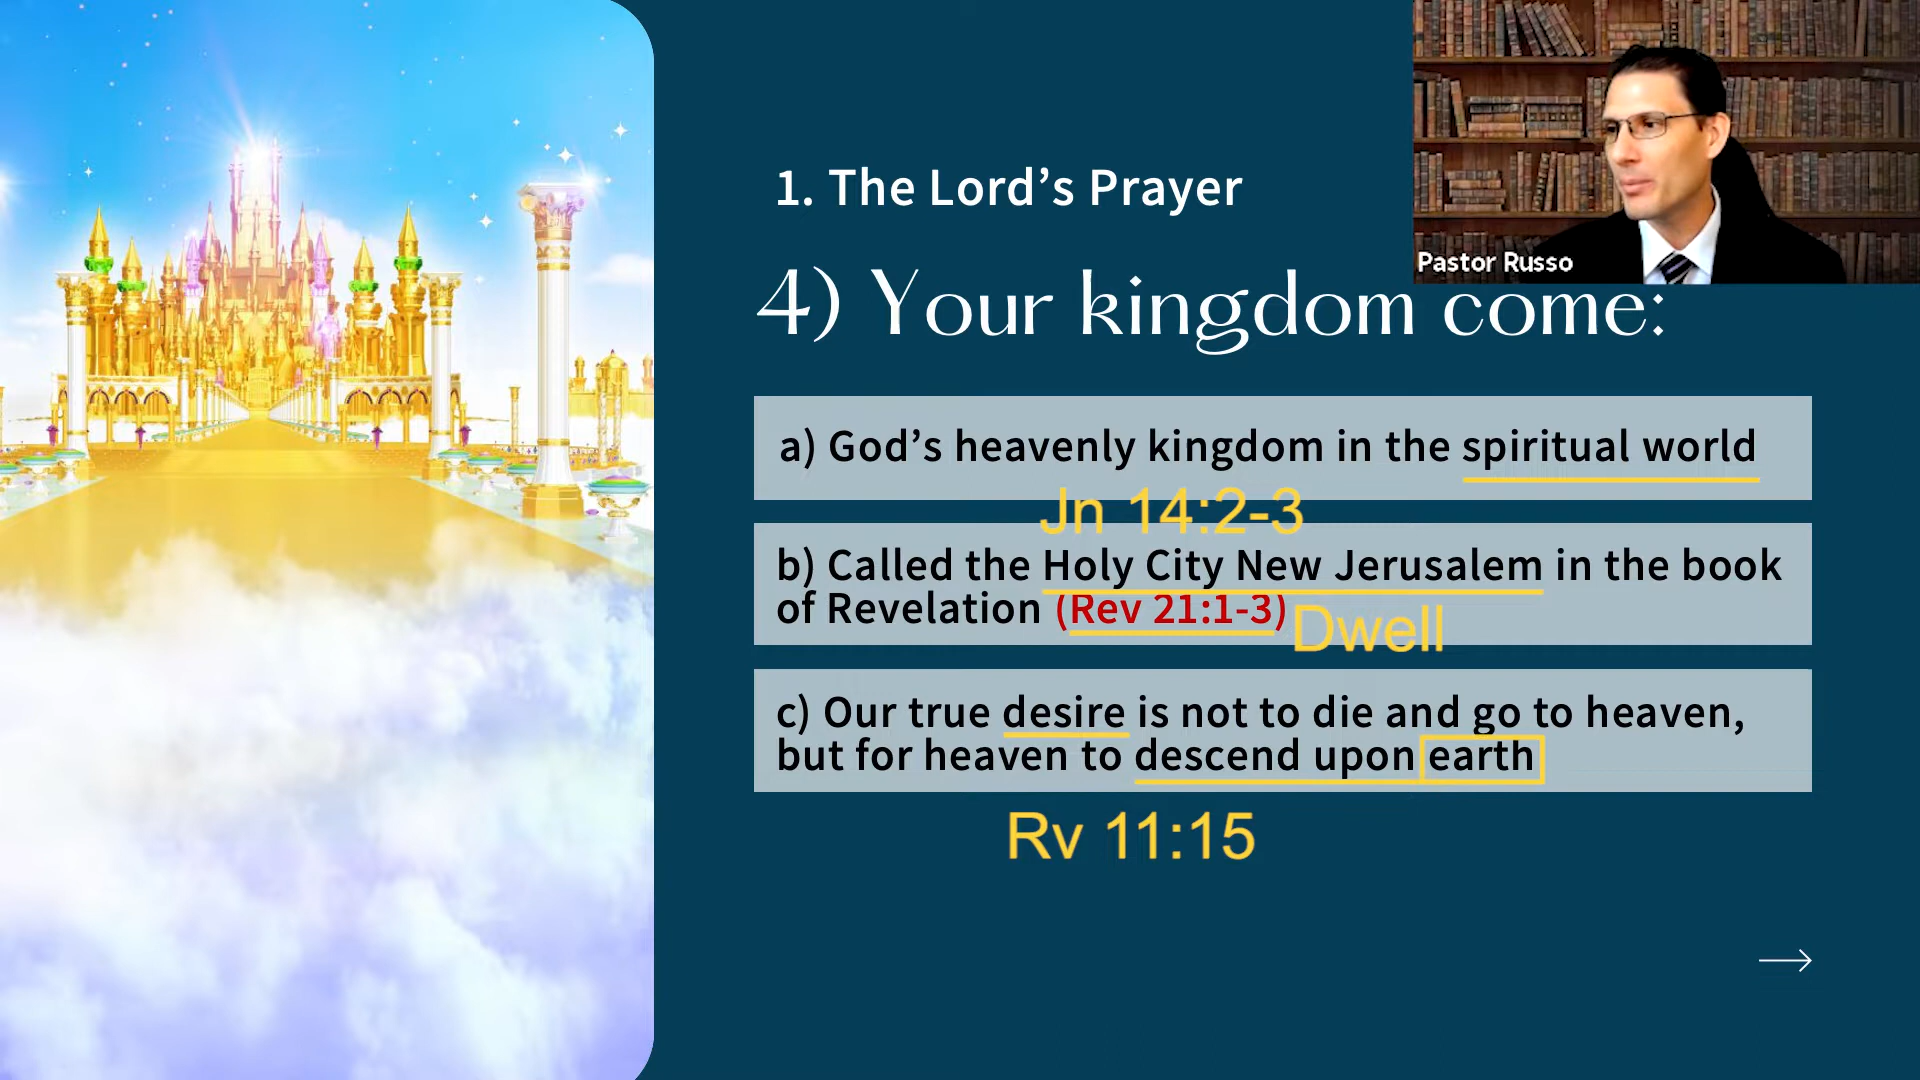 Pastor Russo
1. The Lord’s Prayer
4) Your kingdom come:
a) God’s heavenly kingdom in the spiritual world
Jn 14:2-3
b) Called the Holy City New Jerusalem in the book
of Revelation (Rev 21:1-3)
Dwell
c) Our true desire is not to die and go to heaven,
but for heaven to descend upon earth
Rv 11:15